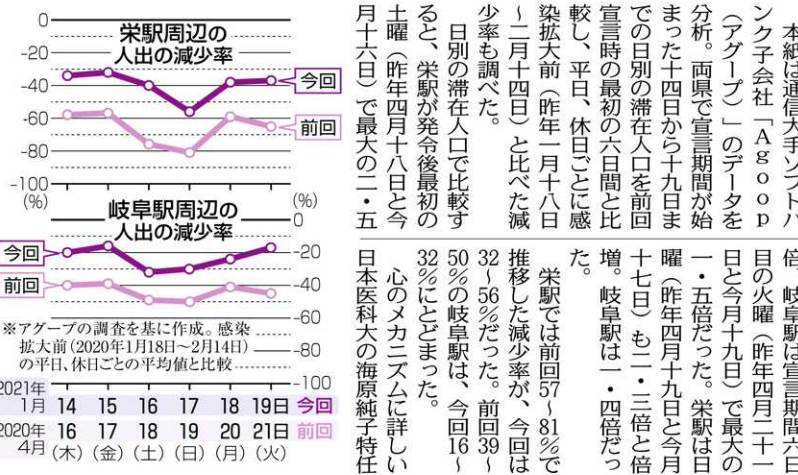 本紙は通信大手ソフトバ
ンク子会社「Agoop
（アグープ）」のデータを
分析。両県で宣言期間が始
まった十四日から十九日ま
での日別の滞在人口を前回
宣言時の最初の六日間と比
較し、平日、休日ごとに感
染拡大前（昨年一月十八日
～二月十四日）と比べた減
少率も調べた。
日別の滞在人口で比較す
ると、栄駅が発令後最初の
土曜（昨年四月十八日と今
月十六日）で最大の二・五
倍。岐阜駅は宣言期間六日
目の火曜（昨年四月二十一
日と今月十九日）で最大の
一・五倍だった。栄駅は日
曜（昨年四月十九日と今月
十七日）も二・三倍と倍
増。岐阜駅は一・四倍だっ
た。
栄駅では前回57～81%で
推移した減少率が、今回は
32～56%だった。前回39～
50%の岐阜駅は、今回16～
32%にとどまった。
心のメカニズムに詳しい
日本医科大の海原純子特任
栄駅周辺の
人出の減少率
0
-20
-40
-60
-80
-100
(%)
今回
前回
岐阜駅周辺の
人出の減少率
(%)
0
-20
-40
-60
-80
-100
今回
前回
※アグープの調査を基に作成。感染
拡大前（2020年1月18日～2月14日）
の平日、休日ごとの平均値と比較
2021年
1月 14 15 16 17 18 19日 今回
2020年
4月 16 17 18 19 20 21日 前回
(木) (金) (土) (日) (月) (火)